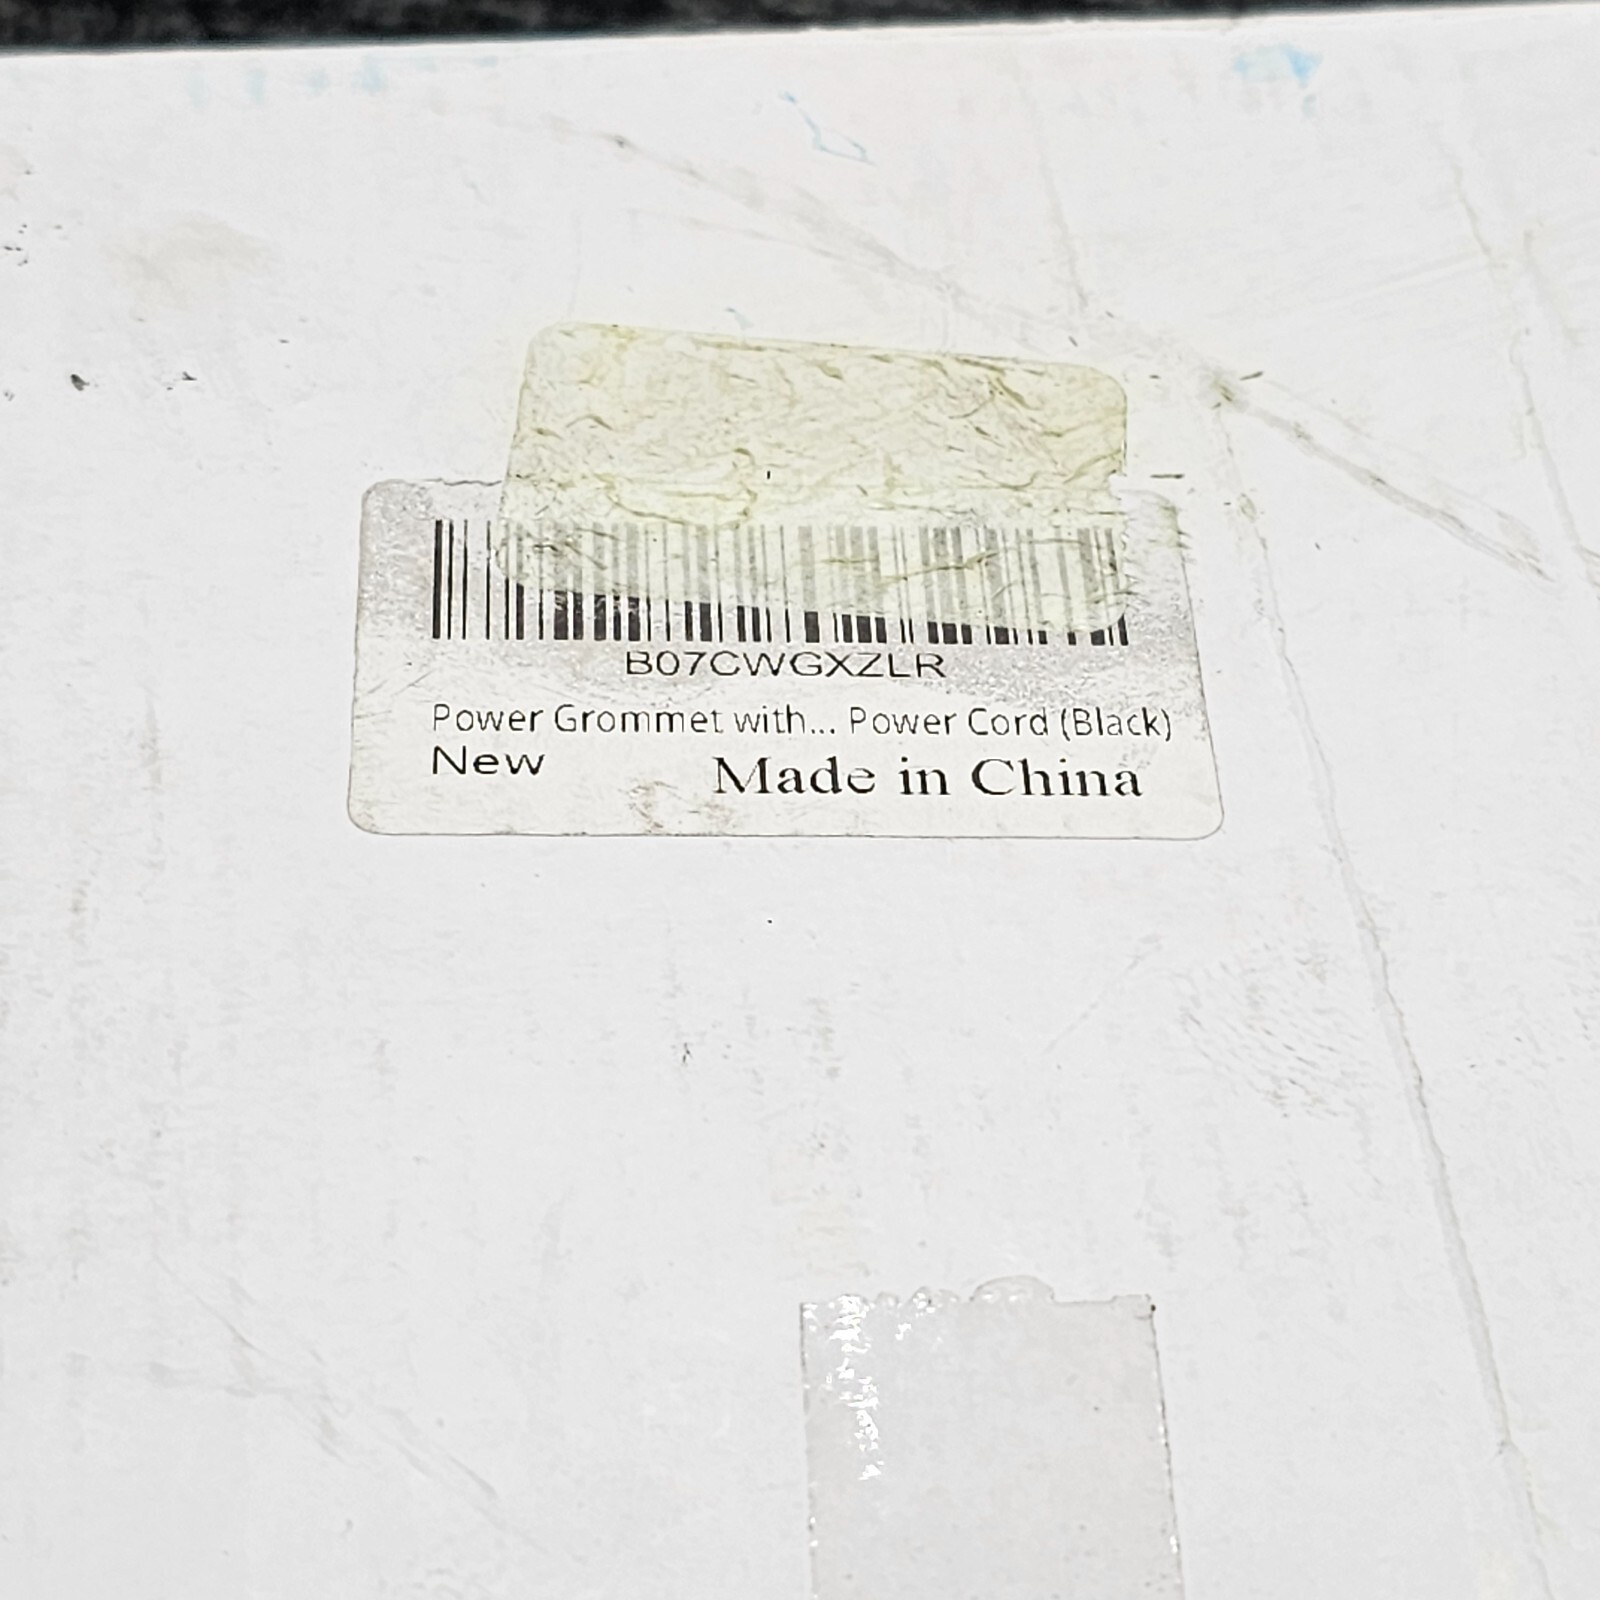 B07CWGXZLR
Power Grommet with... Power Cord (Black)
New
Made in China